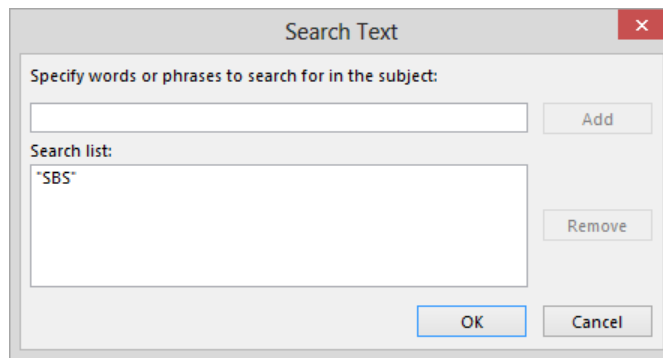 Search Text
Specify words or phrases to search for in the subject:
Add
Search list:
"SBS"
Remove
OK
Cancel